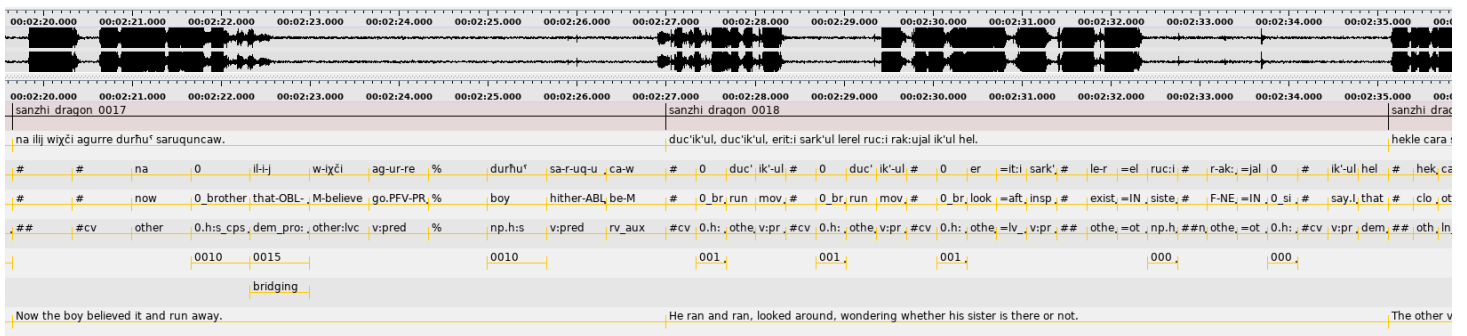 00:02:20.000 00:02:21.000 00:02:22.000 00:02:23.000 00:02:24.000 00:02:25.000 00:02:26.000 00:02:27.000 00:02:28.000 00:02:29.000 00:02:30.000 00:02:31.000 00:02:32.000 00:02:33.000 00:02:34.000 00:02:35.000 00:0
00:02:20.000 00:02:21.000 00:02:22.000 00:02:23.000 00:02:24.000 00:02:25.000 00:02:26.000 00:02:27.000 00:02:28.000 00:02:29.000 00:02:30.000 00:02:31.000 00:02:32.000 00:02:33.000 00:02:34.000 00:02:35.000 00:0
sanzhi_dragon_0017 sanzhi_dragon_0018 sanzhi_drag
na ilij wiχči agurre durħuˤ saruquncaw. duc'ik'ul, duc'ik'ul, erit:i sark'ul lerel ruc:i rak:ujal ik'ul hel. hekle cara
# # na 0 il-i-j w-iχči ag-ur-re % durħuˤ sa-r-uq-u ca-w # 0 duc' ik'-ul # 0 duc' ik'-ul # 0 er =it:i sark' # le-r =el ruc:i # r-ak: =jal 0 # ik'-ul hel # hek ca
# # now 0_brother that-OBL- M-believe go.PFV-PR % boy hither-ABL be-M # 0_br run mov # 0_br run mov # 0_br look =aft insp # exist =IN siste # F-NE =IN 0_si # say.I that # clo ot
## #cv other 0.h:s_cps dem_pro: other:lvc v:pred % np.h:s v:pred rv_aux #cv 0.h: othe v:pr #cv 0.h: othe v:pr #cv 0.h: othe =lv_ v:pr ## othe =ot np.h ##n othe =ot 0.h: #cv v:pr dem ## oth ln
0010 0015 0010 001 001 001 000 000
bridging
Now the boy believed it and run away. He ran and ran, looked around, wondering whether his sister is there or not. The other